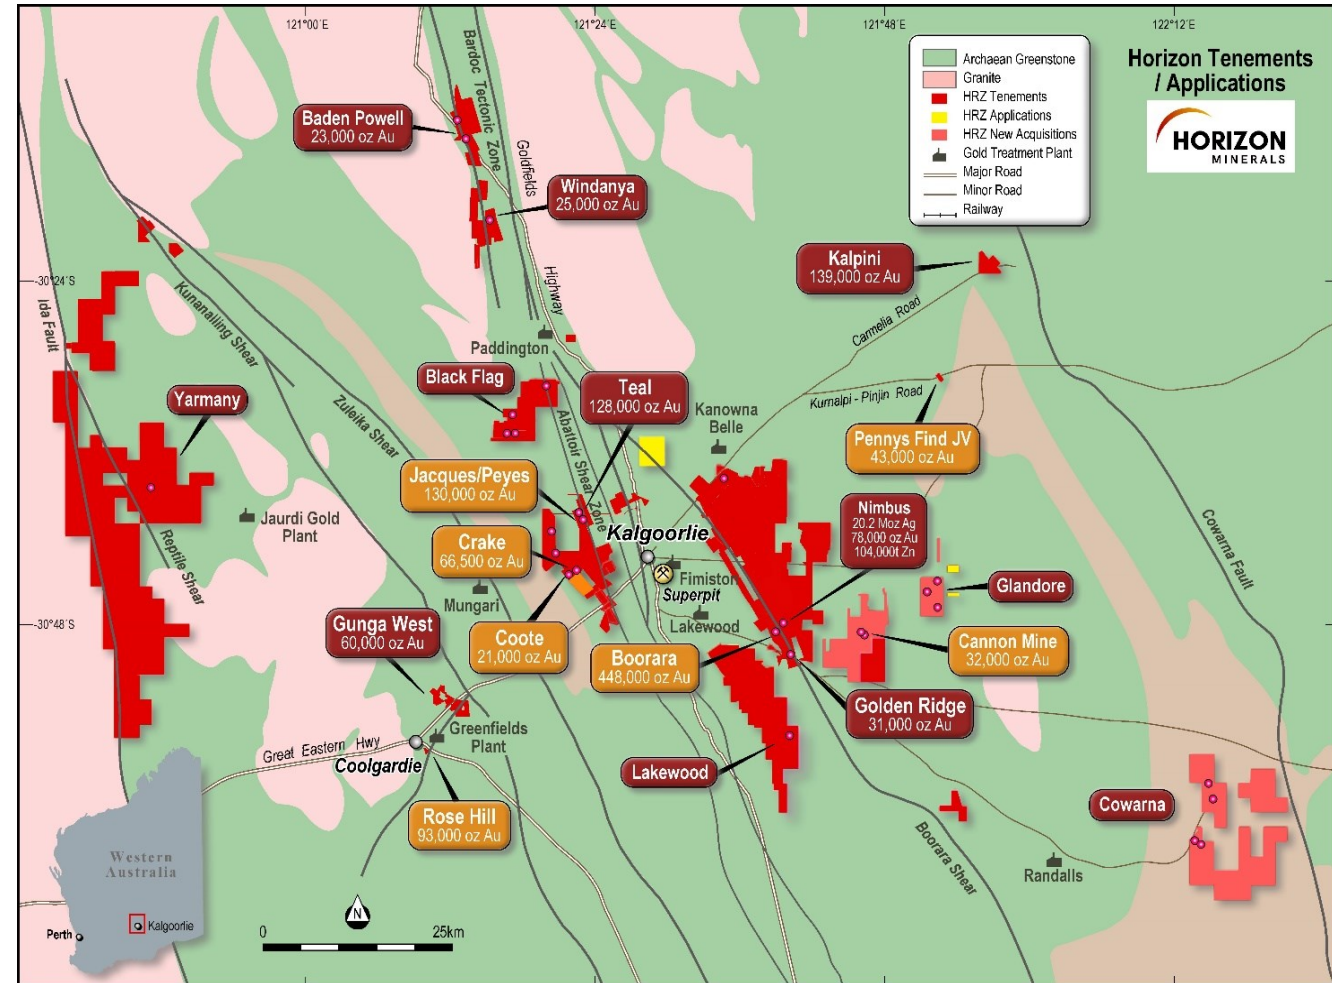 121°00´E
121°24´E
121°48´E
122°12´E
-30°24´S
-30°48´S
Horizon Tenements
/ Applications
HORIZON
MINERALS
Archaean Greenstone
Granite
HRZ Tenements
HRZ Applications
HRZ New Acquisitions
Gold Treatment Plant
Major Road
Minor Road
Railway
Bardoc Tectonic Zone
Goldfields
Highway
Baden Powell
23,000 oz Au
Windanya
25,000 oz Au
Kalpini
139,000 oz Au
Carmelia Road
Ida Fault
Kunanalling Shear
Zuleika Shear
Paddington
Black Flag
Teal
128,000 oz Au
Abattoir Shear Zone
Kanowna
Belle
Kurnalpi - Pinjin Road
Pennys Find JV
43,000 oz Au
Yarmany
Reptile Shear
Jaurdi Gold
Plant
Jacques/Peyes
130,000 oz Au
Crake
66,500 oz Au
Kalgoorlie
Fimiston
Superpit
Nimbus
20.2 Moz Ag
78,000 oz Au
104,000t Zn
Cowarna Fault
Glandore
Mungari
Lakewood
Gunga West
60,000 oz Au
Coote
21,000 oz Au
Boorara
448,000 oz Au
Cannon Mine
32,000 oz Au
Golden Ridge
31,000 oz Au
Greenfields
Plant
Great Eastern Hwy
Coolgardie
Lakewood
Rose Hill
93,000 oz Au
Cowarna
Boorara Shear
Randalls
Western
Australia
Kalgoorlie
Perth
N
0
25km